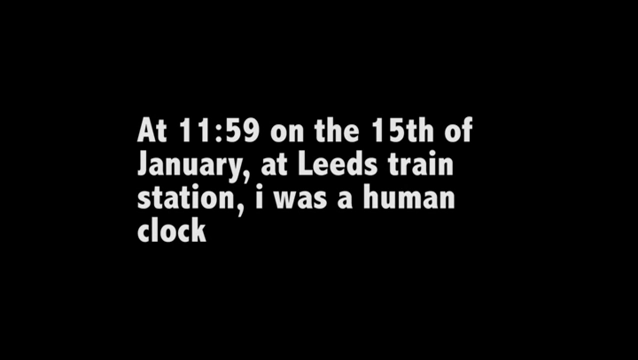 At 11:59 on the 15th of
January, at Leeds train
station, i was a human
clock